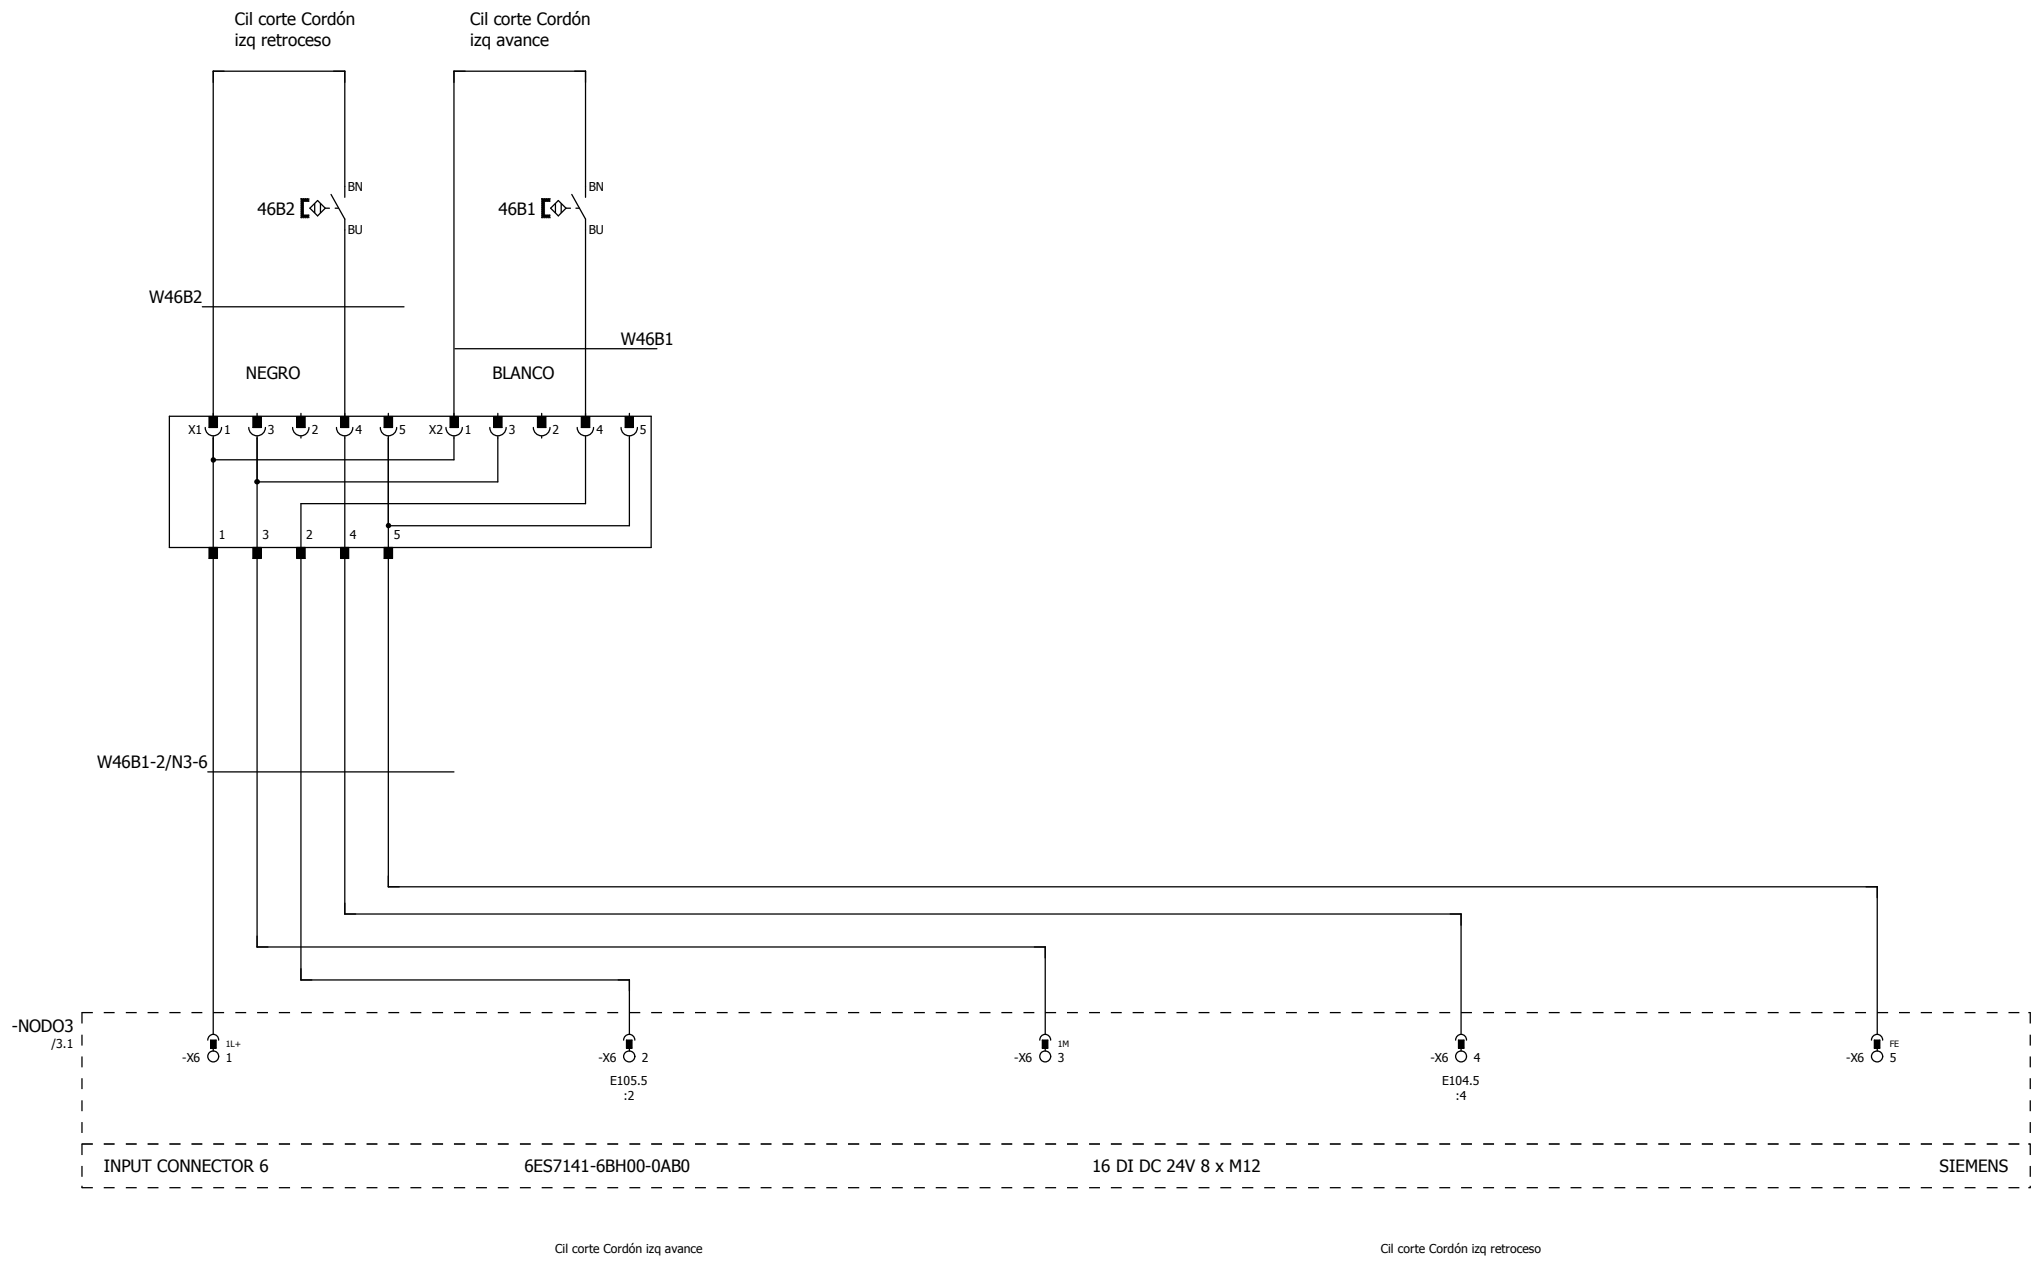 Cil corte Cordón
izq retroceso
Cil corte Cordón
izq avance
BN
46B2
BU
BN
46B1
BU
W46B2
W46B1
NEGRO
BLANCO
X1 1 3 2 4 5 X2 1 3 2 4 5
1 3 2 4 5
W46B1-2/N3-6
-NODO3
/3.1
1L+
-X6 1
-X6 2
E105.5
:2
1M
-X6 3
-X6 4
E104.5
:4
FE
-X6 5
INPUT CONNECTOR 6
6ES7141-6BH00-0AB0
16 DI DC 24V 8 x M12
SIEMENS
Cil corte Cordón izq avance
Cil corte Cordón izq retroceso